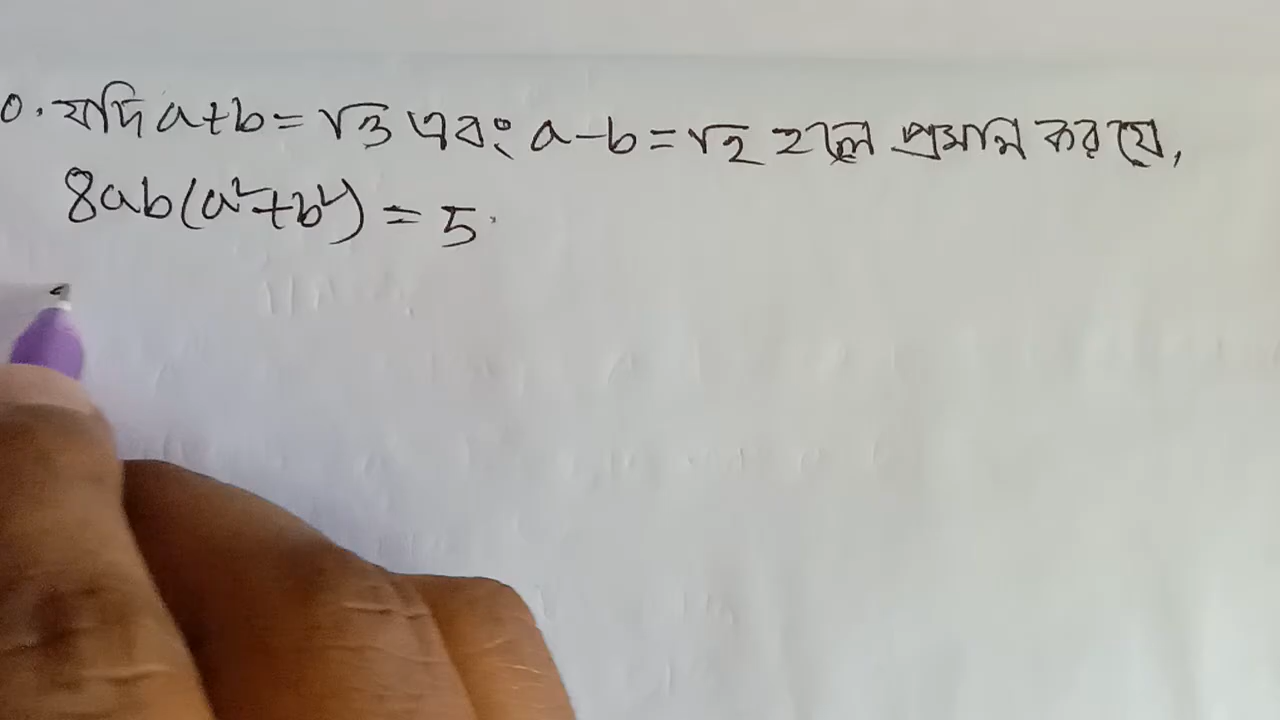 0. যদি a+b=√3 এবং a-b=√2 হলে প্রমান কর যে,
8ab(a²+b²) = 5.